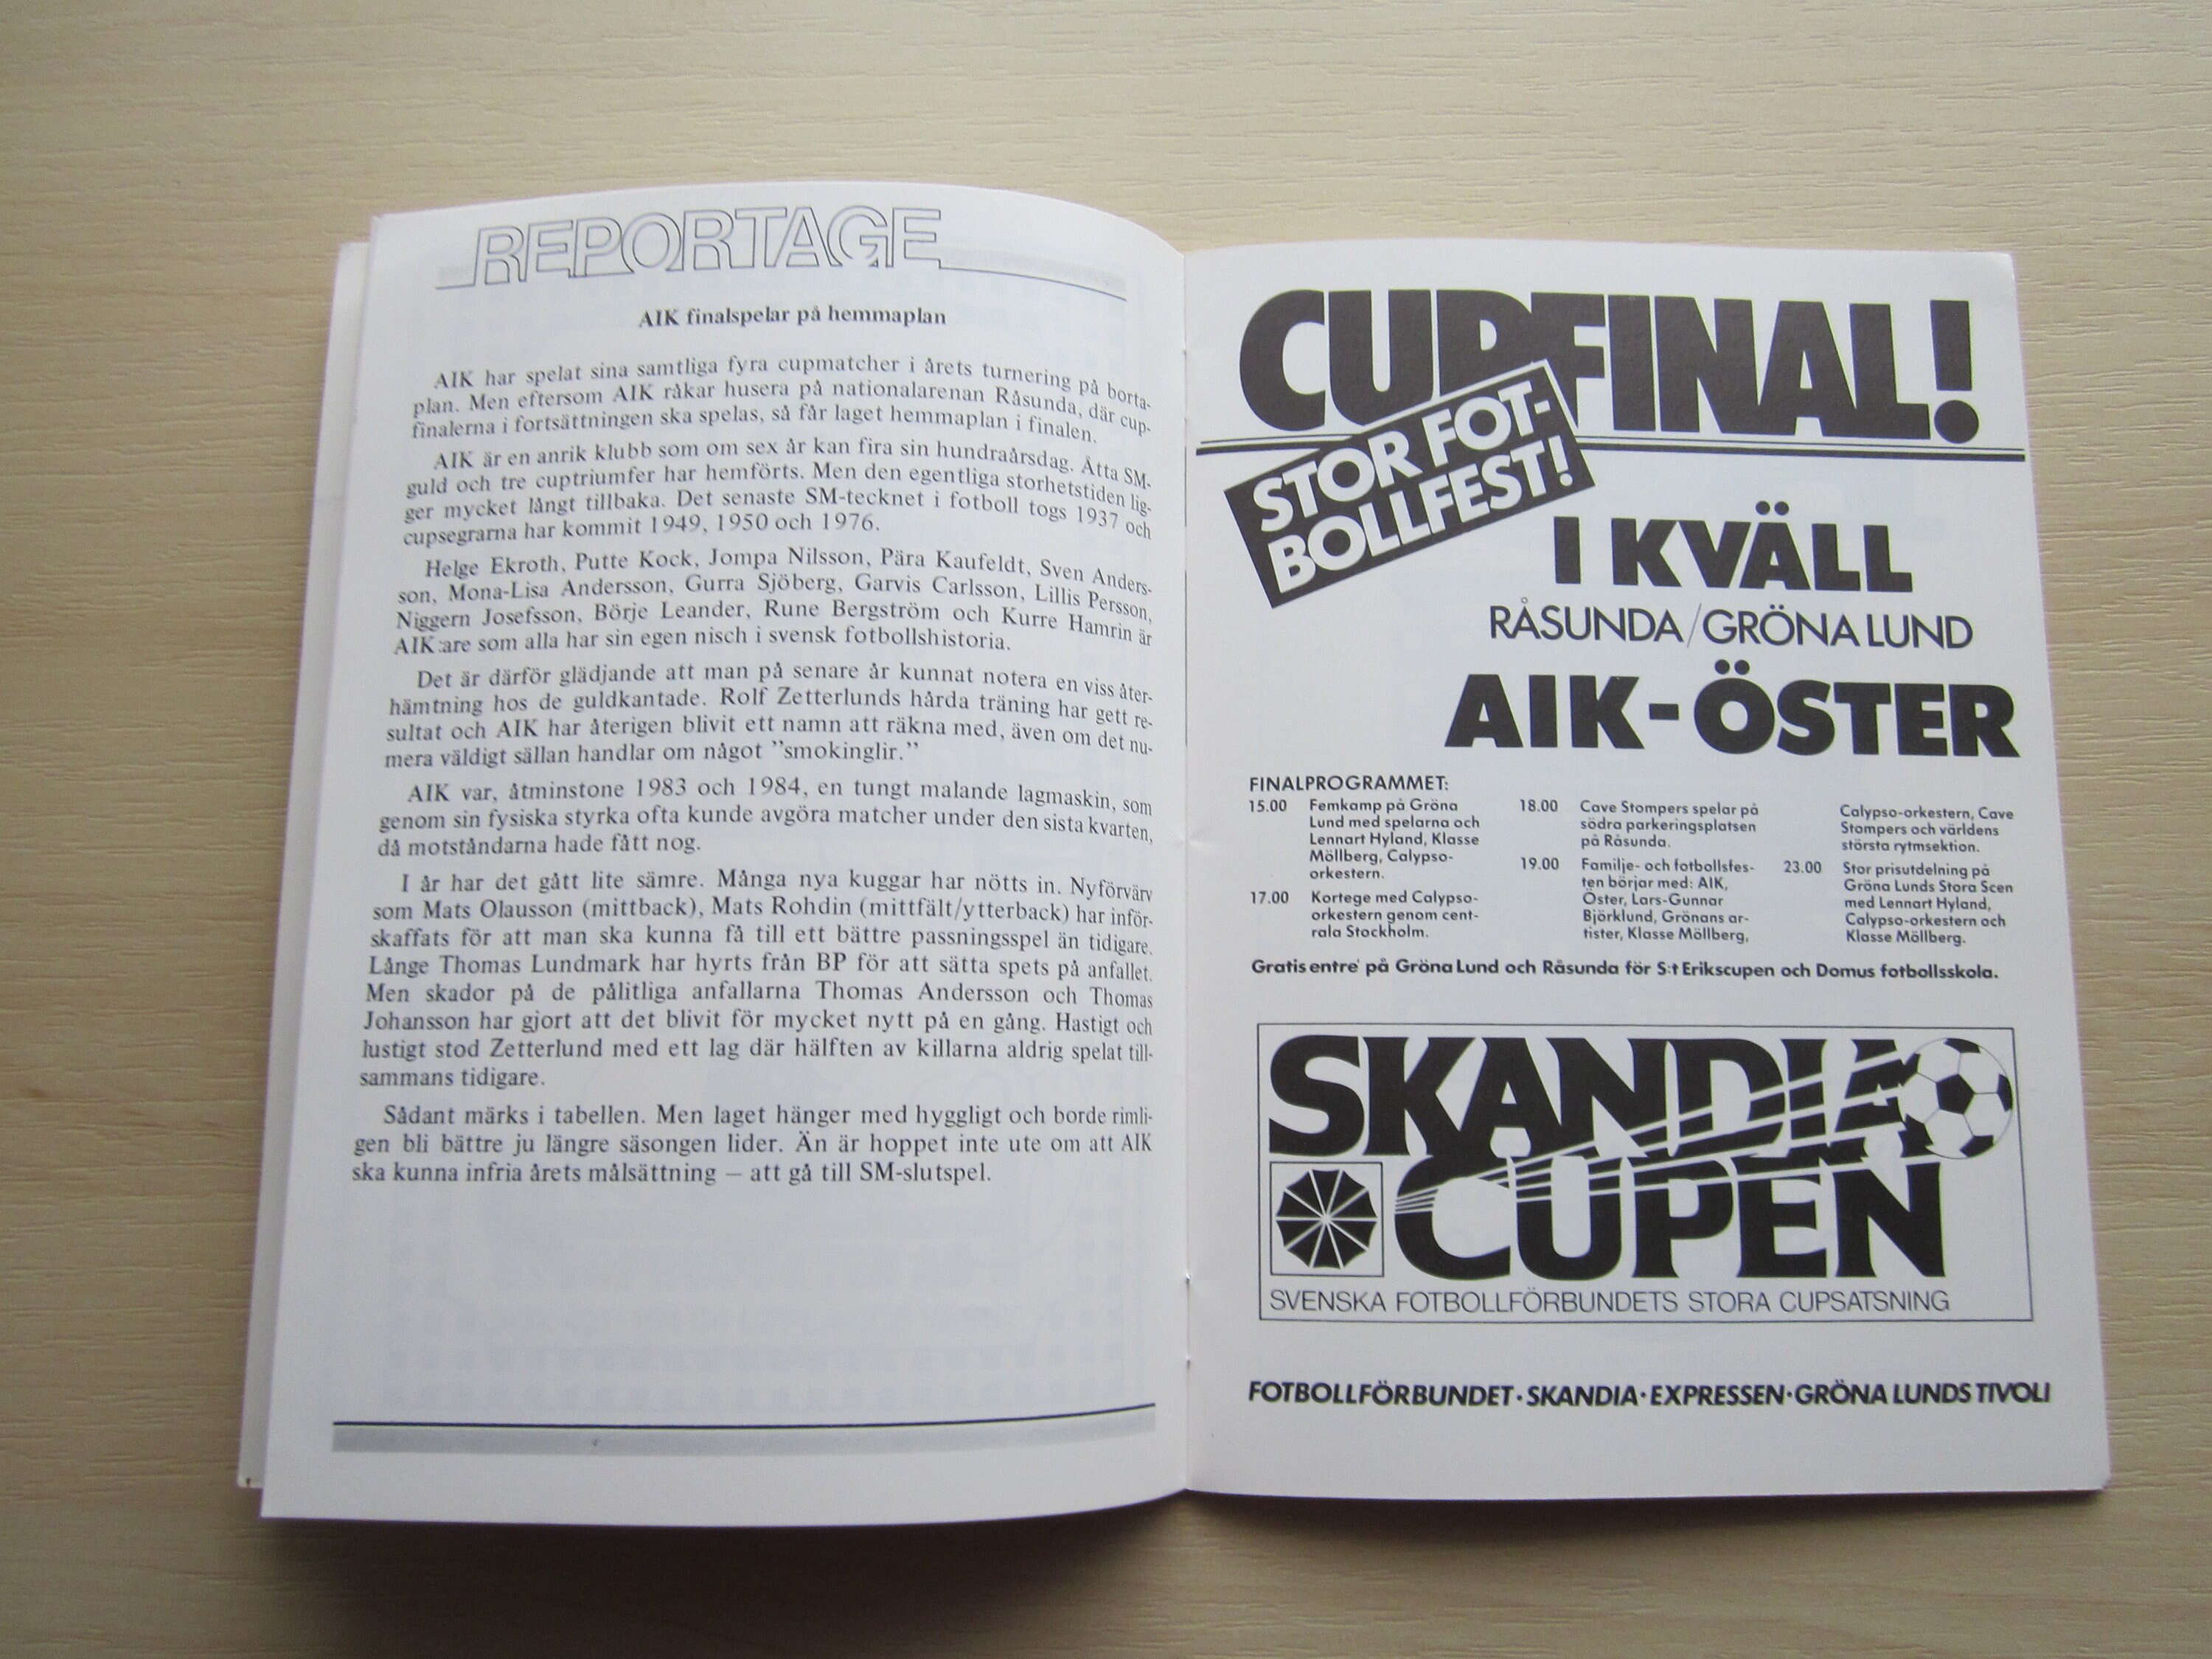 REPORTAGE
AIK finalspelar på hemmaplan
AIK har spelat sina samtliga fyra cupmatcher i årets turnering på borta-
plan. Men eftersom AIK råkar husera på nationalarenan Råsunda, där cup-
finalerna i fortsättningen ska spelas, så får laget hemmaplan i finalen.
AIK är en anrik klubb som om sex år kan fira sin hundraårsdag. Åtta SM-
guld och tre cuptriumfer har hemförts. Men den egentliga storhetstiden lig-
ger mycket långt tillbaka. Det senaste SM-tecknet i fotboll togs 1937 och
cupsegrarna har kommit 1949, 1950 och 1976.
Helge Ekroth, Putte Kock, Jompa Nilsson, Pära Kaufeldt, Sven Anders-
son, Mona-Lisa Andersson, Gurra Sjöberg, Garvis Carlsson, Lillis Persson,
Niggern Josefsson, Börje Leander, Rune Bergström och Kurre Hamrin är
AIK:are som alla har sin egen nisch i svensk fotbollshistoria.
Det är därför glädjande att man på senare år kunnat notera en viss åter-
hämtning hos de guldkantade. Rolf Zetterlunds hårda träning har gett re-
sultat och AIK har återigen blivit ett namn att räkna med, även om det nu-
mera väldigt sällan handlar om något ”smokinglir.”
AIK var, åtminstone 1983 och 1984, en tungt malande lagmaskin, som
genom sin fysiska styrka ofta kunde avgöra matcher under den sista kvarten,
då motståndarna hade fått nog.
I år har det gått lite sämre. Många nya kuggar har nötts in. Nyförvärv
som Mats Olausson (mittback), Mats Rohdin (mittfält/ytterback) har inför-
skaffats för att man ska kunna få till ett bättre passningsspel än tidigare.
Långe Thomas Lundmark har hyrts från BP för att sätta spets på anfallet.
Men skador på de pålitliga anfallarna Thomas Andersson och Thomas
Johansson har gjort att det blivit för mycket nytt på en gång. Hastigt och
lustigt stod Zetterlund med ett lag där hälften av killarna aldrig spelat till-
sammans tidigare.
Sådant märks i tabellen. Men laget hänger med hyggligt och borde rimli-
gen bli bättre ju längre säsongen lider. Än är hoppet inte ute om att AIK
ska kunna infria årets målsättning – att gå till SM-slutspel.
CUPFINAL!
STOR FOT-
BOLLFEST!
I KVÄLL
RÅSUNDA/GRÖNA LUND
AIK-ÖSTER
FINALPROGRAMMET:
15.00 Femkamp på Gröna
Lund med spelarna och
Lennart Hyland, Klasse
Möllberg, Calypso-
orkestern.
17.00 Kortege med Calypso-
orkestern genom cent-
rala Stockholm.
18.00 Cave Stompers spelar på
södra parkeringsplatsen
på Råsunda.
19.00 Familje- och fotbollsfes-
ten börjar med: AIK,
Öster, Lars-Gunnar
Björklund, Grönans ar-
tister, Klasse Möllberg,
Calypso-orkestern, Cave
Stompers och världens
största rytmsektion.
23.00 Stor prisutdelning på
Gröna Lunds Stora Scen
med Lennart Hyland,
Calypso-orkestern och
Klasse Möllberg.
Gratis entre' på Gröna Lund och Råsunda för S:t Erikscupen och Domus fotbollsskola.
SKANDIA
CUPEN
SVENSKA FOTBOLLFÖRBUNDETS STORA CUPSATSNING
FOTBOLLFÖRBUNDET·SKANDIA·EXPRESSEN·GRÖNA LUNDS TIVOLI